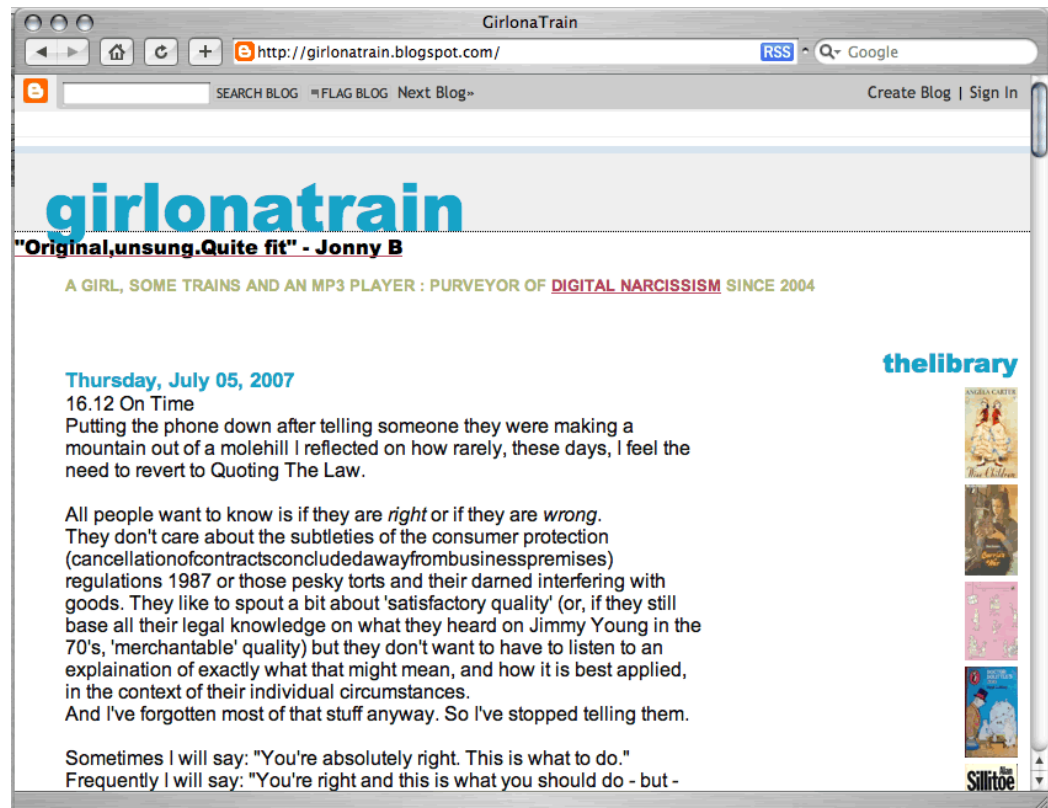 GirlonaTrain
http://girlonatrain.blogspot.com/
RSS
Google
SEARCH BLOG FLAG BLOG Next Blog»
Create Blog | Sign In
girlonatrain
"Original,unsung.Quite fit" - Jonny B
A GIRL, SOME TRAINS AND AN MP3 PLAYER : PURVEYOR OF DIGITAL NARCISSISM SINCE 2004
thelibrary
ANGELA CARTER
Wise Children
Carrie's
War
Alan
Sillitoe
Thursday, July 05, 2007
16.12 On Time
Putting the phone down after telling someone they were making a
mountain out of a molehill I reflected on how rarely, these days, I feel the
need to revert to Quoting The Law.
All people want to know is if they are right or if they are wrong.
They don't care about the subtleties of the consumer protection
(cancellationofcontractsconcludedawayfrombusinesspremises)
regulations 1987 or those pesky torts and their darned interfering with
goods. They like to spout a bit about 'satisfactory quality' (or, if they still
base all their legal knowledge on what they heard on Jimmy Young in the
70's, 'merchantable' quality) but they don't want to have to listen to an
explaination of exactly what that might mean, and how it is best applied,
in the context of their individual circumstances.
And I've forgotten most of that stuff anyway. So I've stopped telling them.
Sometimes I will say: "You're absolutely right. This is what to do."
Frequently I will say: "You're right and this is what you should do - but -